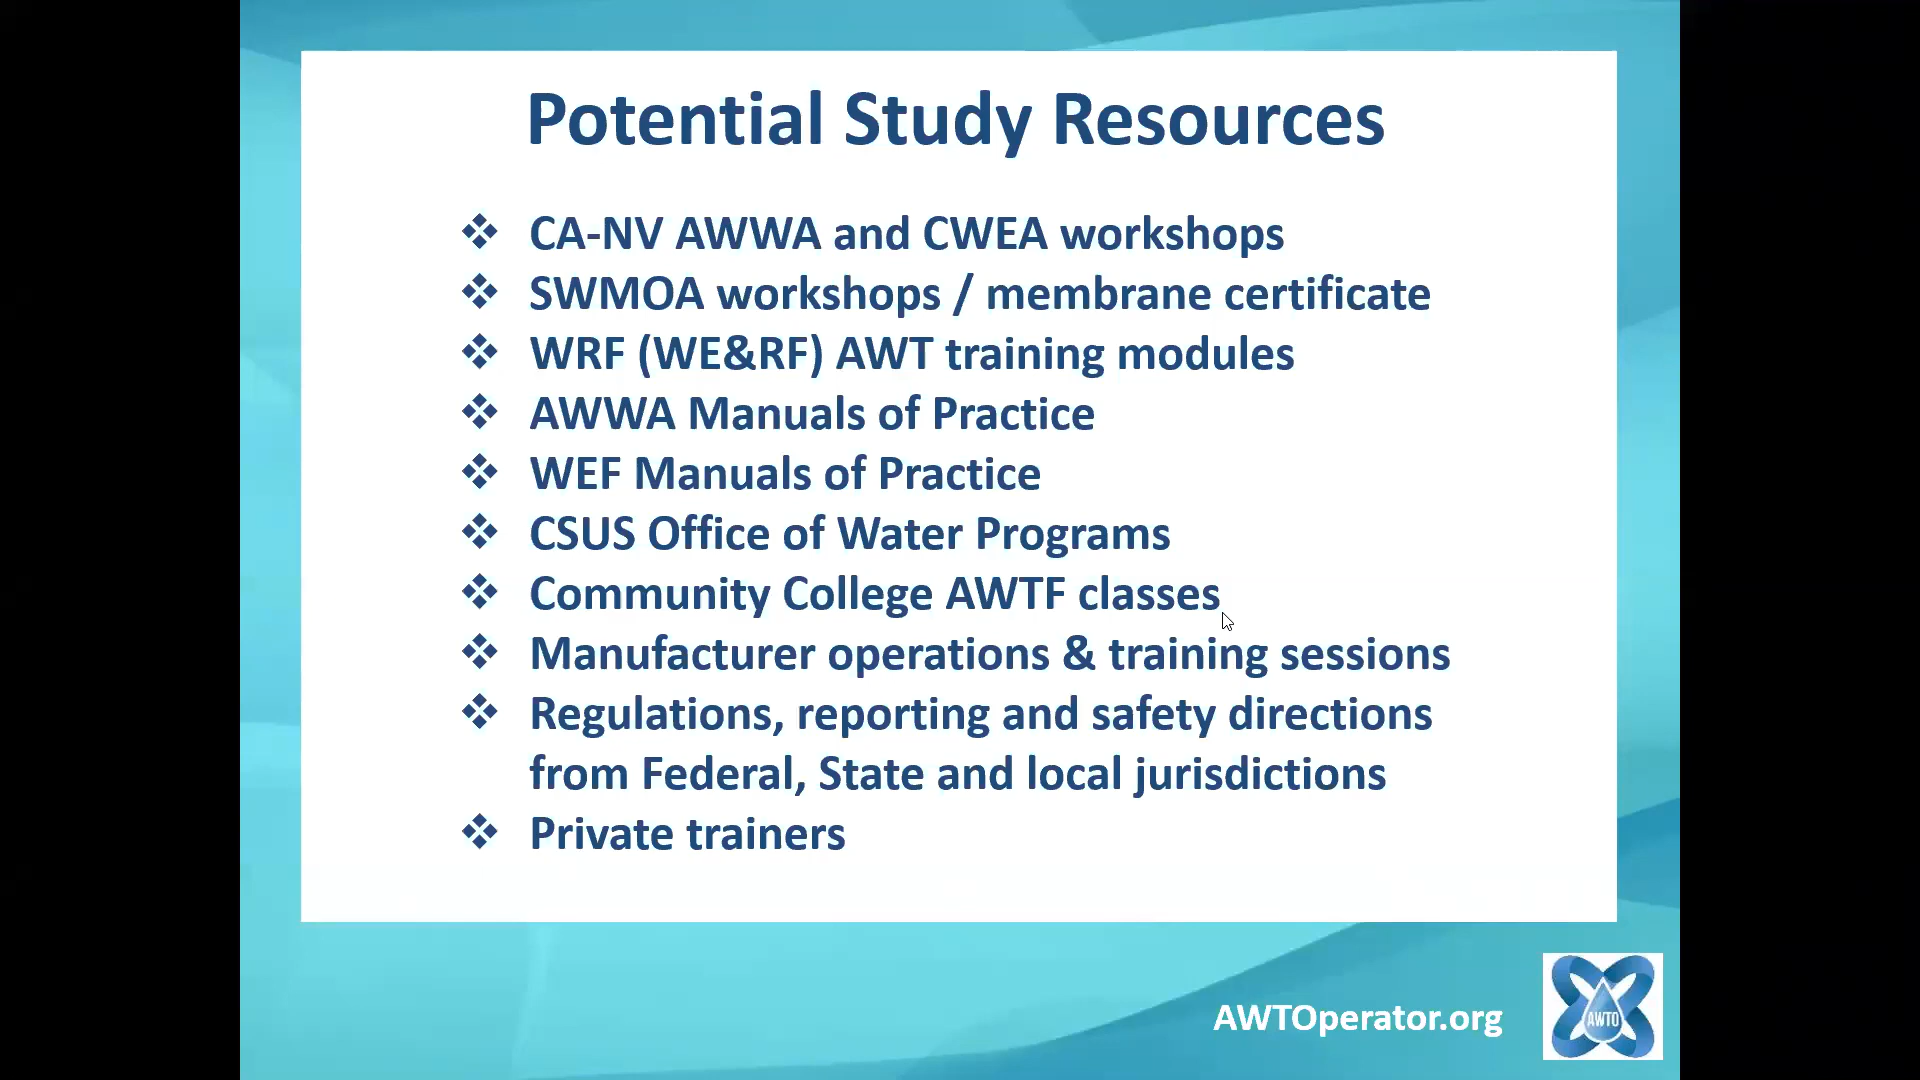 Potential Study Resources
❖ CA-NV AWWA and CWEA workshops
❖ SWMOA workshops / membrane certificate
❖ WRF (WE&RF) AWT training modules
❖ AWWA Manuals of Practice
❖ WEF Manuals of Practice
❖ CSUS Office of Water Programs
❖ Community College AWTF classes
❖ Manufacturer operations & training sessions
❖ Regulations, reporting and safety directions
from Federal, State and local jurisdictions
❖ Private trainers
AWTOperator.org
AWTO